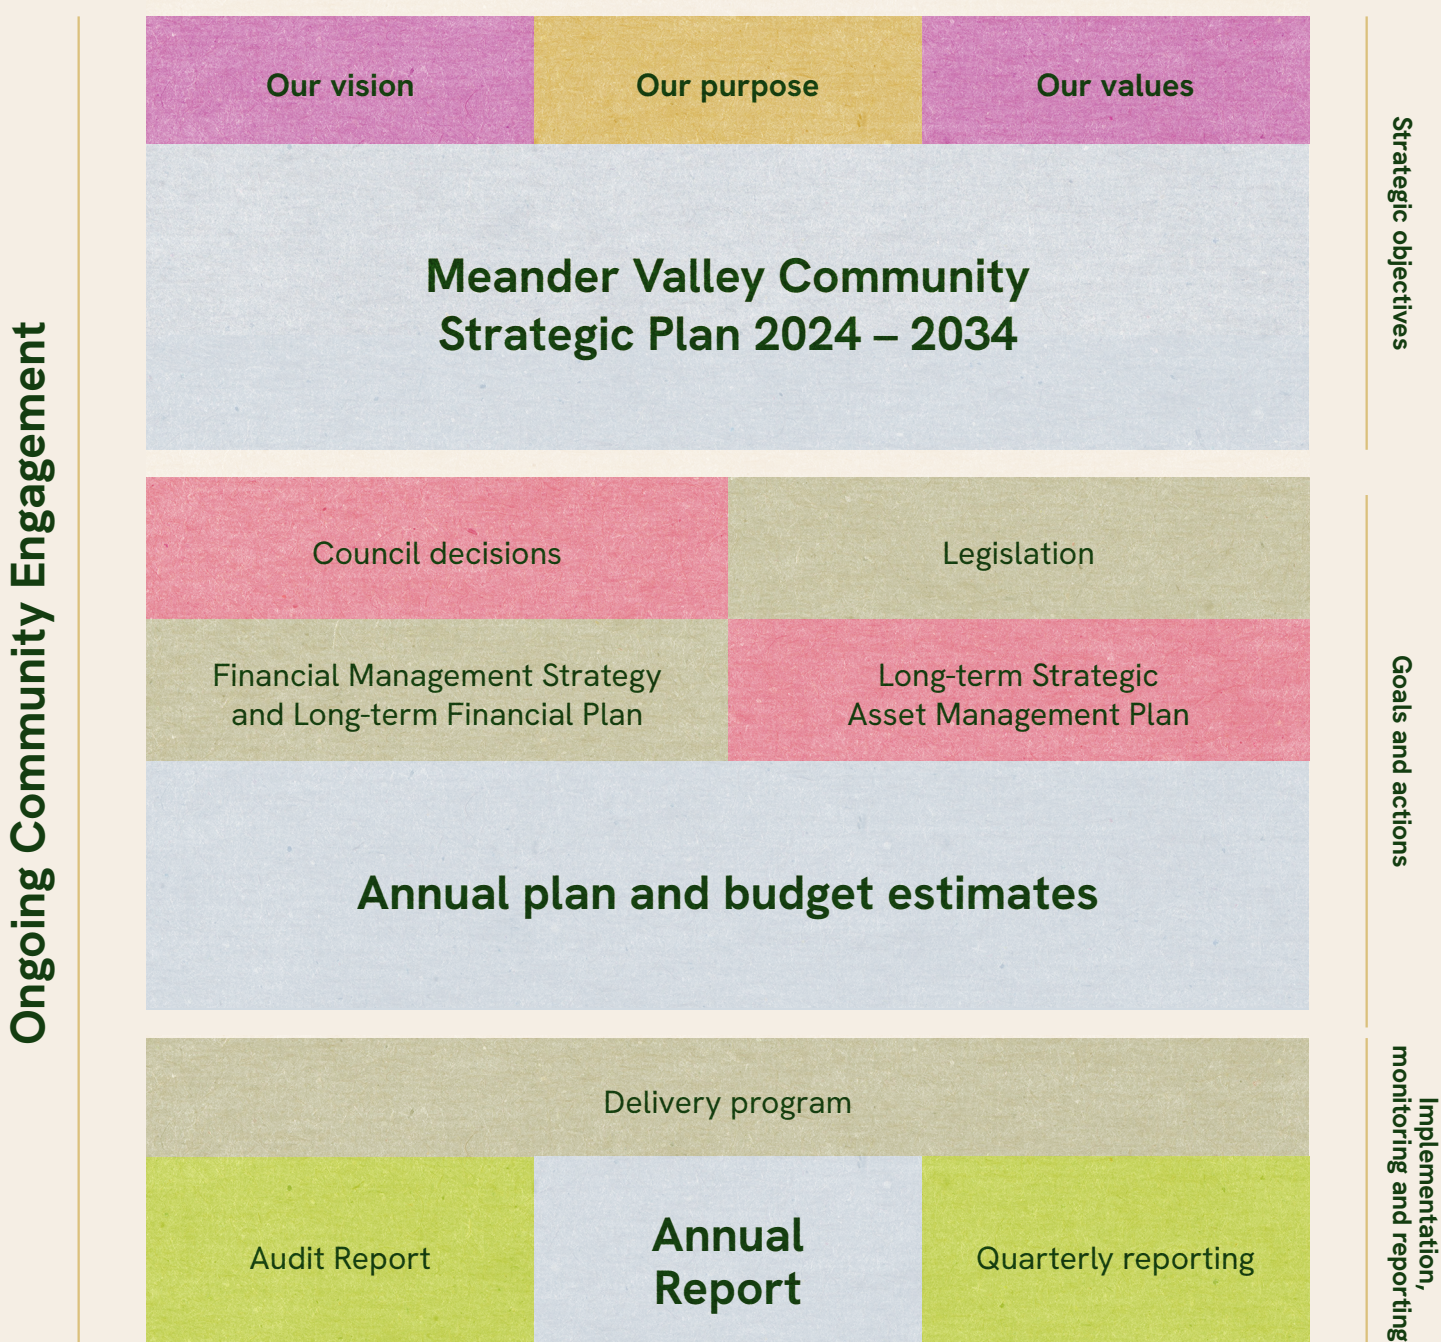 Ongoing Community Engagement
Our vision
Our purpose
Our values
Meander Valley Community
Strategic Plan 2024 – 2034
Strategic objectives
Council decisions
Legislation
Financial Management Strategy
and Long-term Financial Plan
Long-term Strategic
Asset Management Plan
Annual plan and budget estimates
Goals and actions
Delivery program
Audit Report
Annual
Report
Quarterly reporting
Implementation,
monitoring and reporting